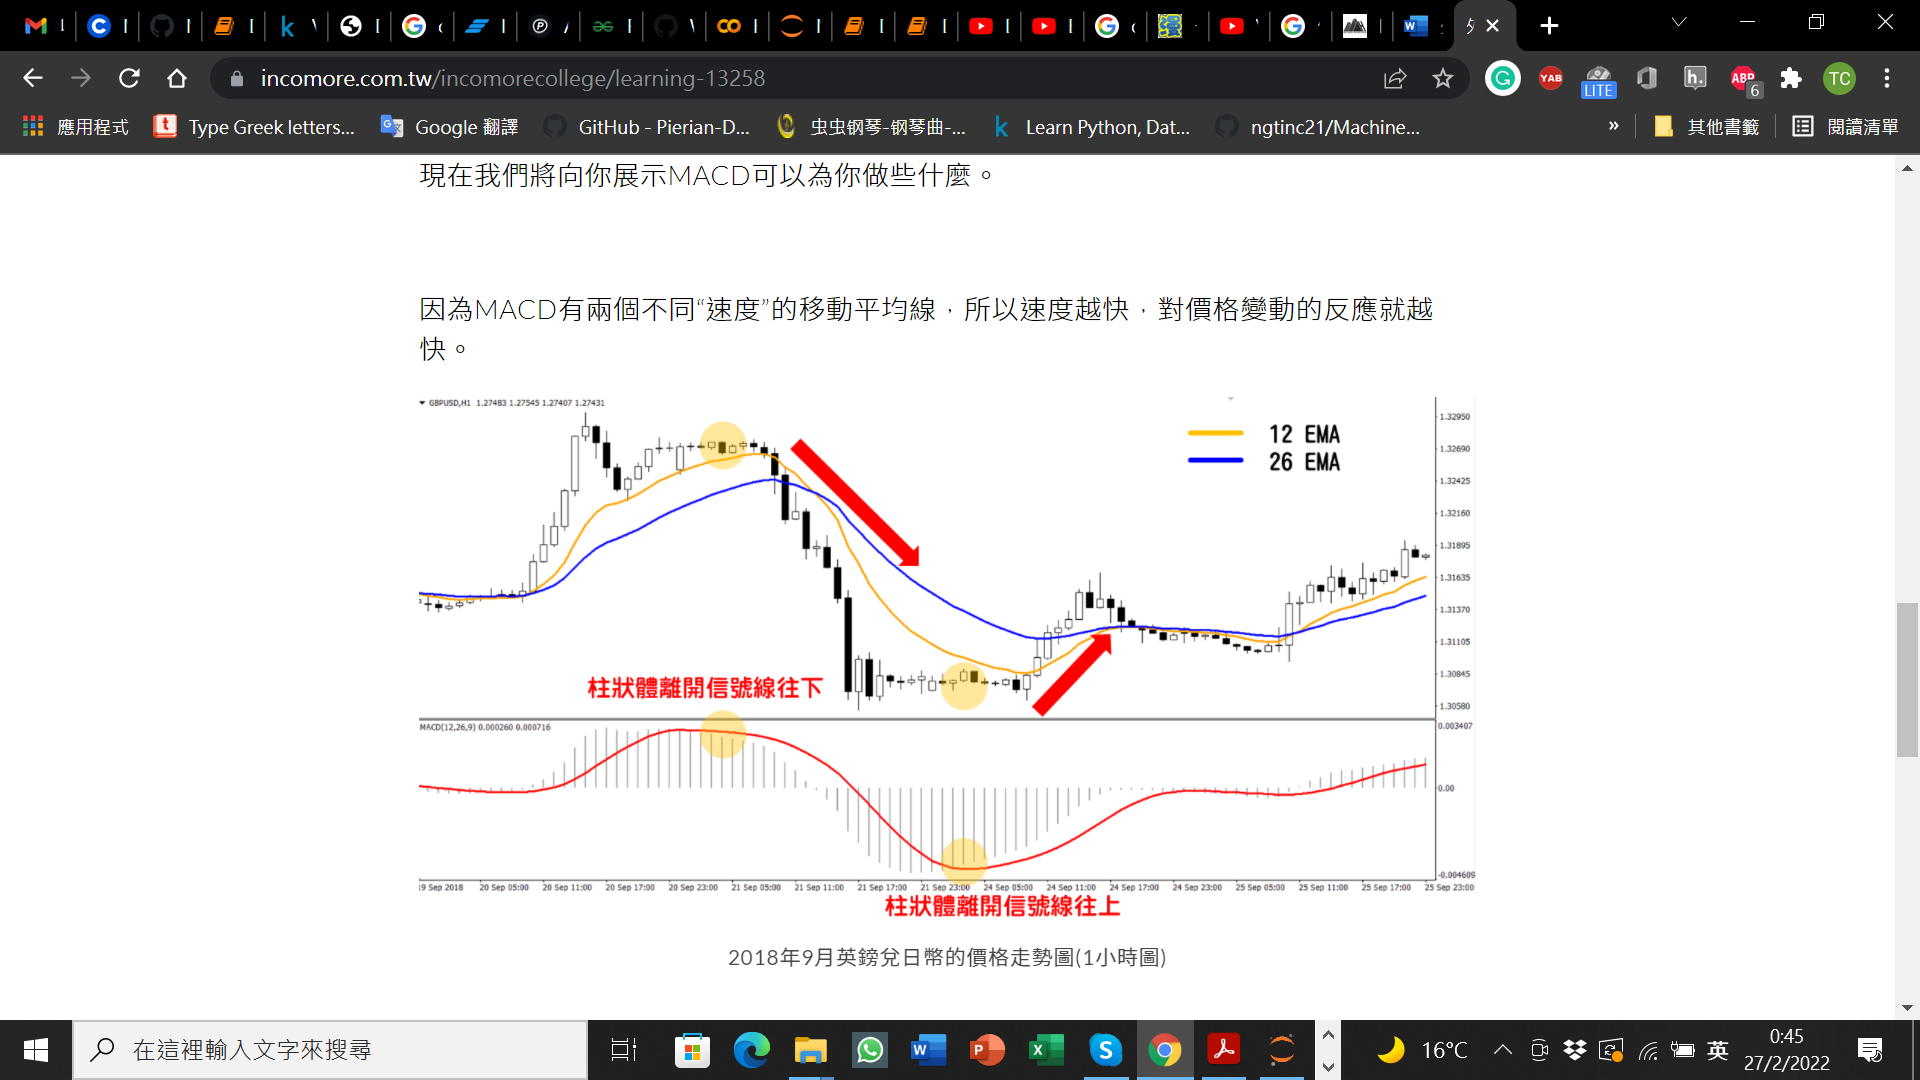 incomore.com.tw/incomorecollege/learning-13258
YAB
LITE
h.
ABP
6
TC
應用程式
Type Greek letters...
Google 翻譯
GitHub - Pierian-D...
虫虫钢琴-钢琴曲-...
Learn Python, Dat...
ngtinc21/Machine...
»
其他書籤
閱讀清單
現在我們將向你展示MACD可以為你做些什麼。
因為MACD有兩個不同“速度”的移動平均線，所以速度越快，對價格變動的反應就越
快。
GBPUSD,H1 1.27483 1.27545 1.27407 1.27431
12 EMA
26 EMA
1.32950
1.32690
1.32425
1.32160
1.31895
1.31635
1.31370
1.31105
1.30845
1.30580
柱狀體離開信號線往下
MACD(12,26,9) 0.000260 0.000716
0.003407
0.00
-0.004609
19 Sep 2018 20 Sep 05:00 20 Sep 11:00 20 Sep 17:00 20 Sep 23:00 21 Sep 05:00 21 Sep 11:00 21 Sep 17:00 21 Sep 23:00 24 Sep 05:00 24 Sep 11:00 24 Sep 17:00 24 Sep 23:00 25 Sep 05:00 25 Sep 11:00 25 Sep 17:00 25 Sep 23:00
柱狀體離開信號線往上
2018年9月英鎊兌日幣的價格走勢圖(1小時圖)
在這裡輸入文字來搜尋
16°C
英
0:45
27/2/2022